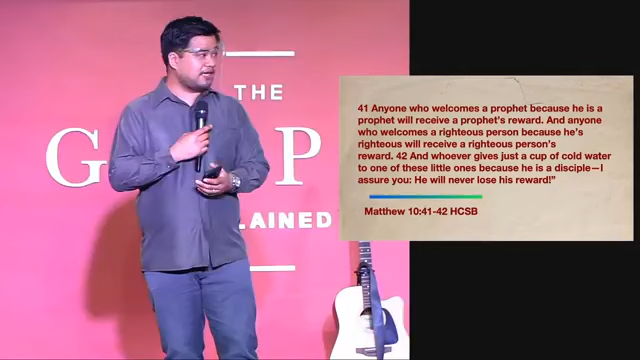 THE
G P
LAINED
41 Anyone who welcomes a prophet because he is a
prophet will receive a prophet's reward. And anyone
who welcomes a righteous person because he's
righteous will receive a righteous person's
reward. 42 And whoever gives just a cup of cold water
to one of these little ones because he is a disciple—I
assure you: He will never lose his reward!"
Matthew 10:41-42 HCSB